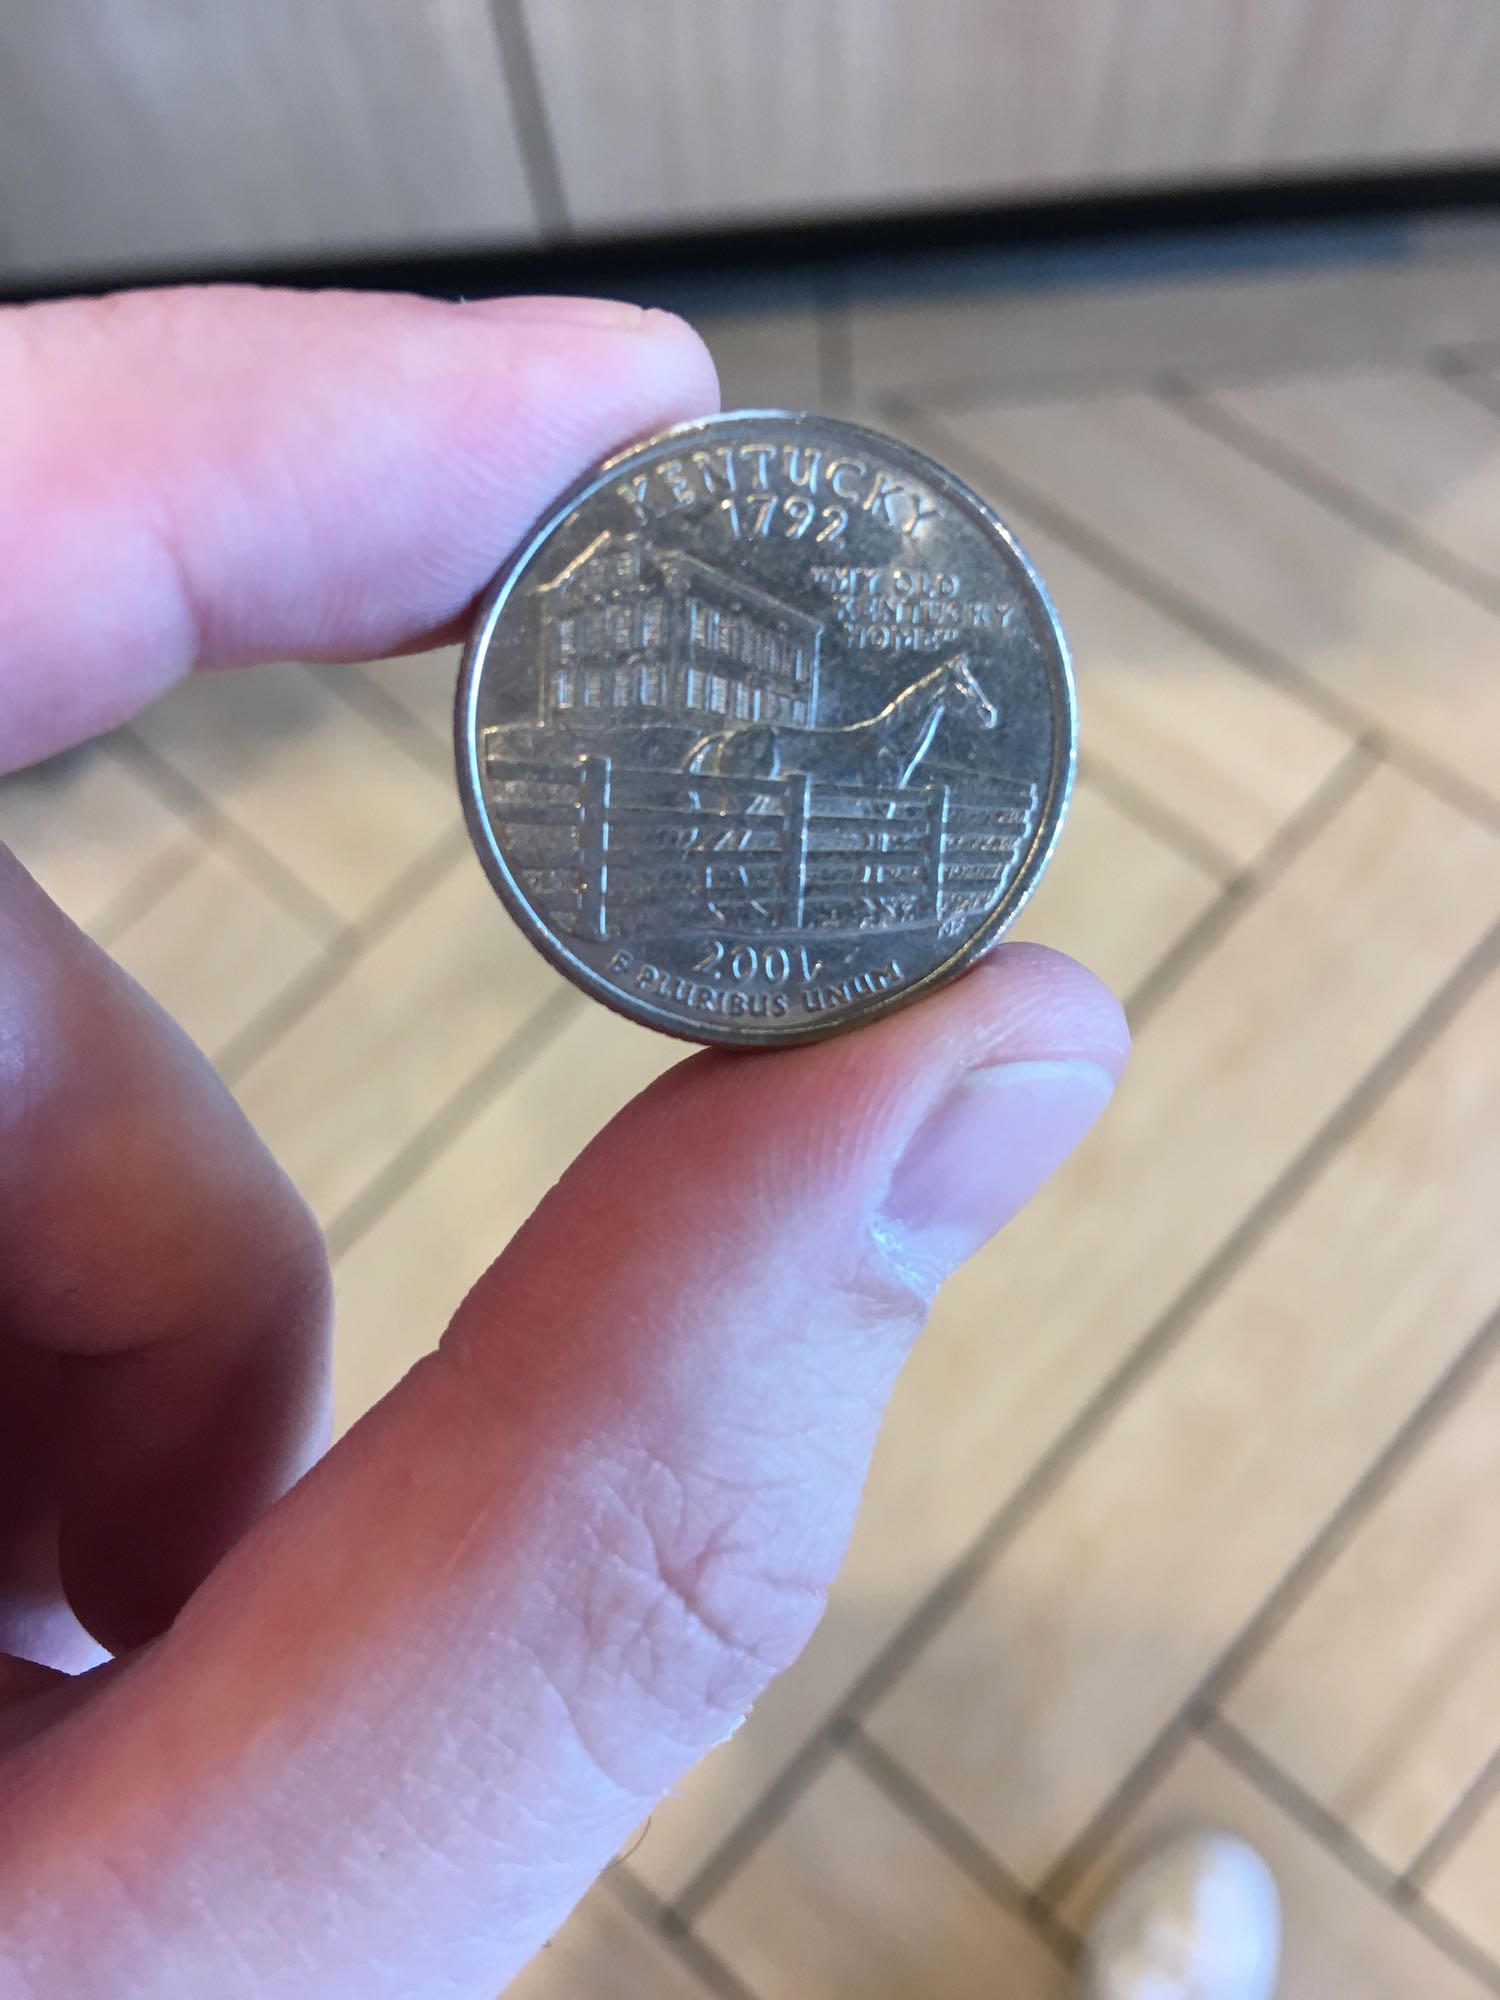 KENTUCKY
1792
"MY OLD
KENTUCKY
HOME"
2001
E PLURIBUS UNUM